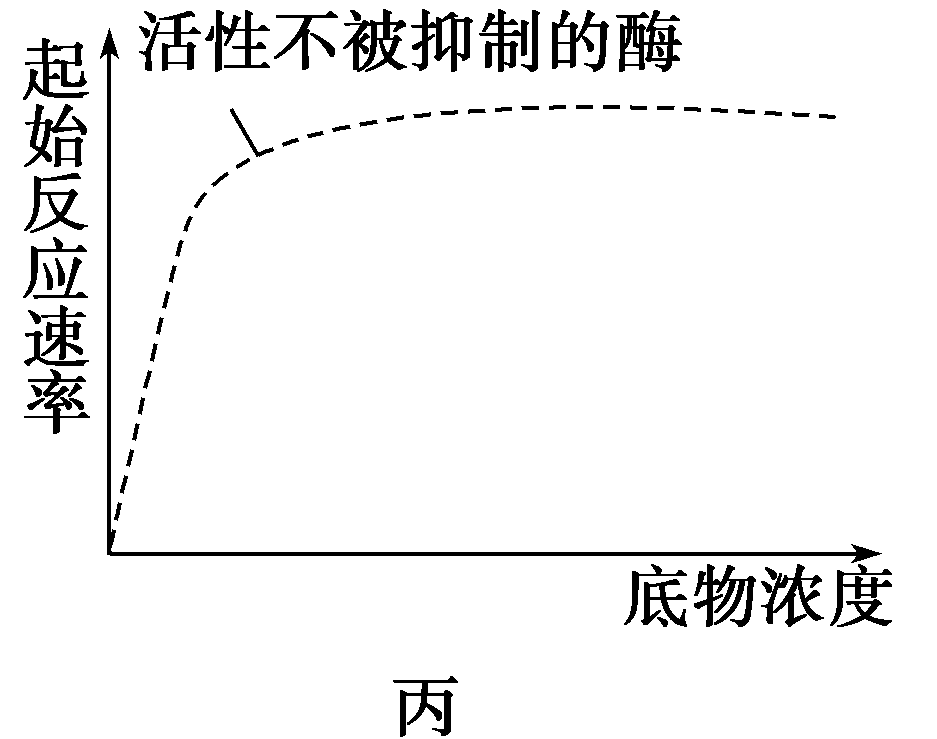 活性不被抑制的酶
起始反应速率
底物浓度
丙